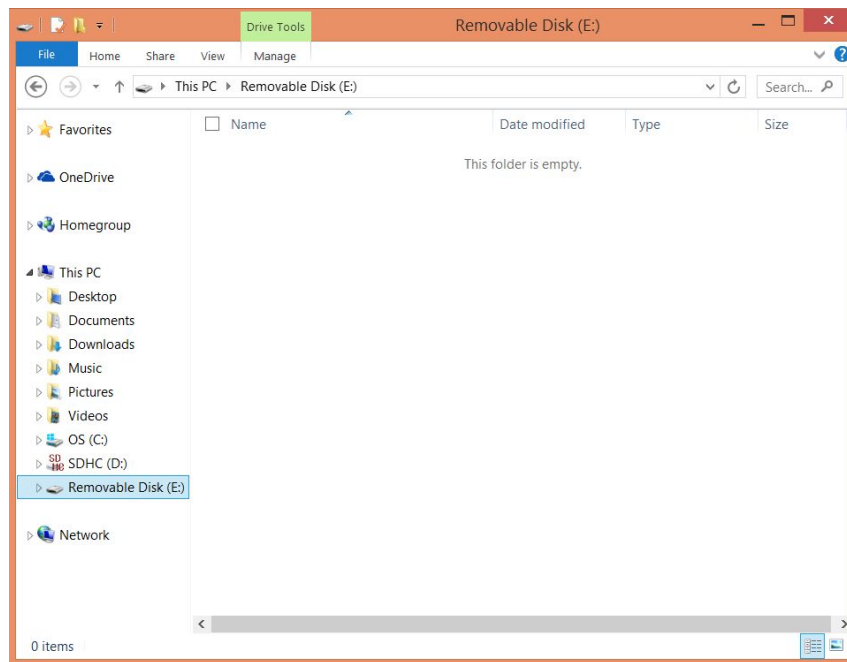 Drive Tools
Removable Disk (E:)
File
Home
Share
View
Manage
This PC
Removable Disk (E:)
Search...
Name
Date modified
Type
Size
This folder is empty.
Favorites
OneDrive
Homegroup
This PC
Desktop
Documents
Downloads
Music
Pictures
Videos
OS (C:)
SD
HC
SDHC (D:)
Removable Disk (E:)
Network
0 items